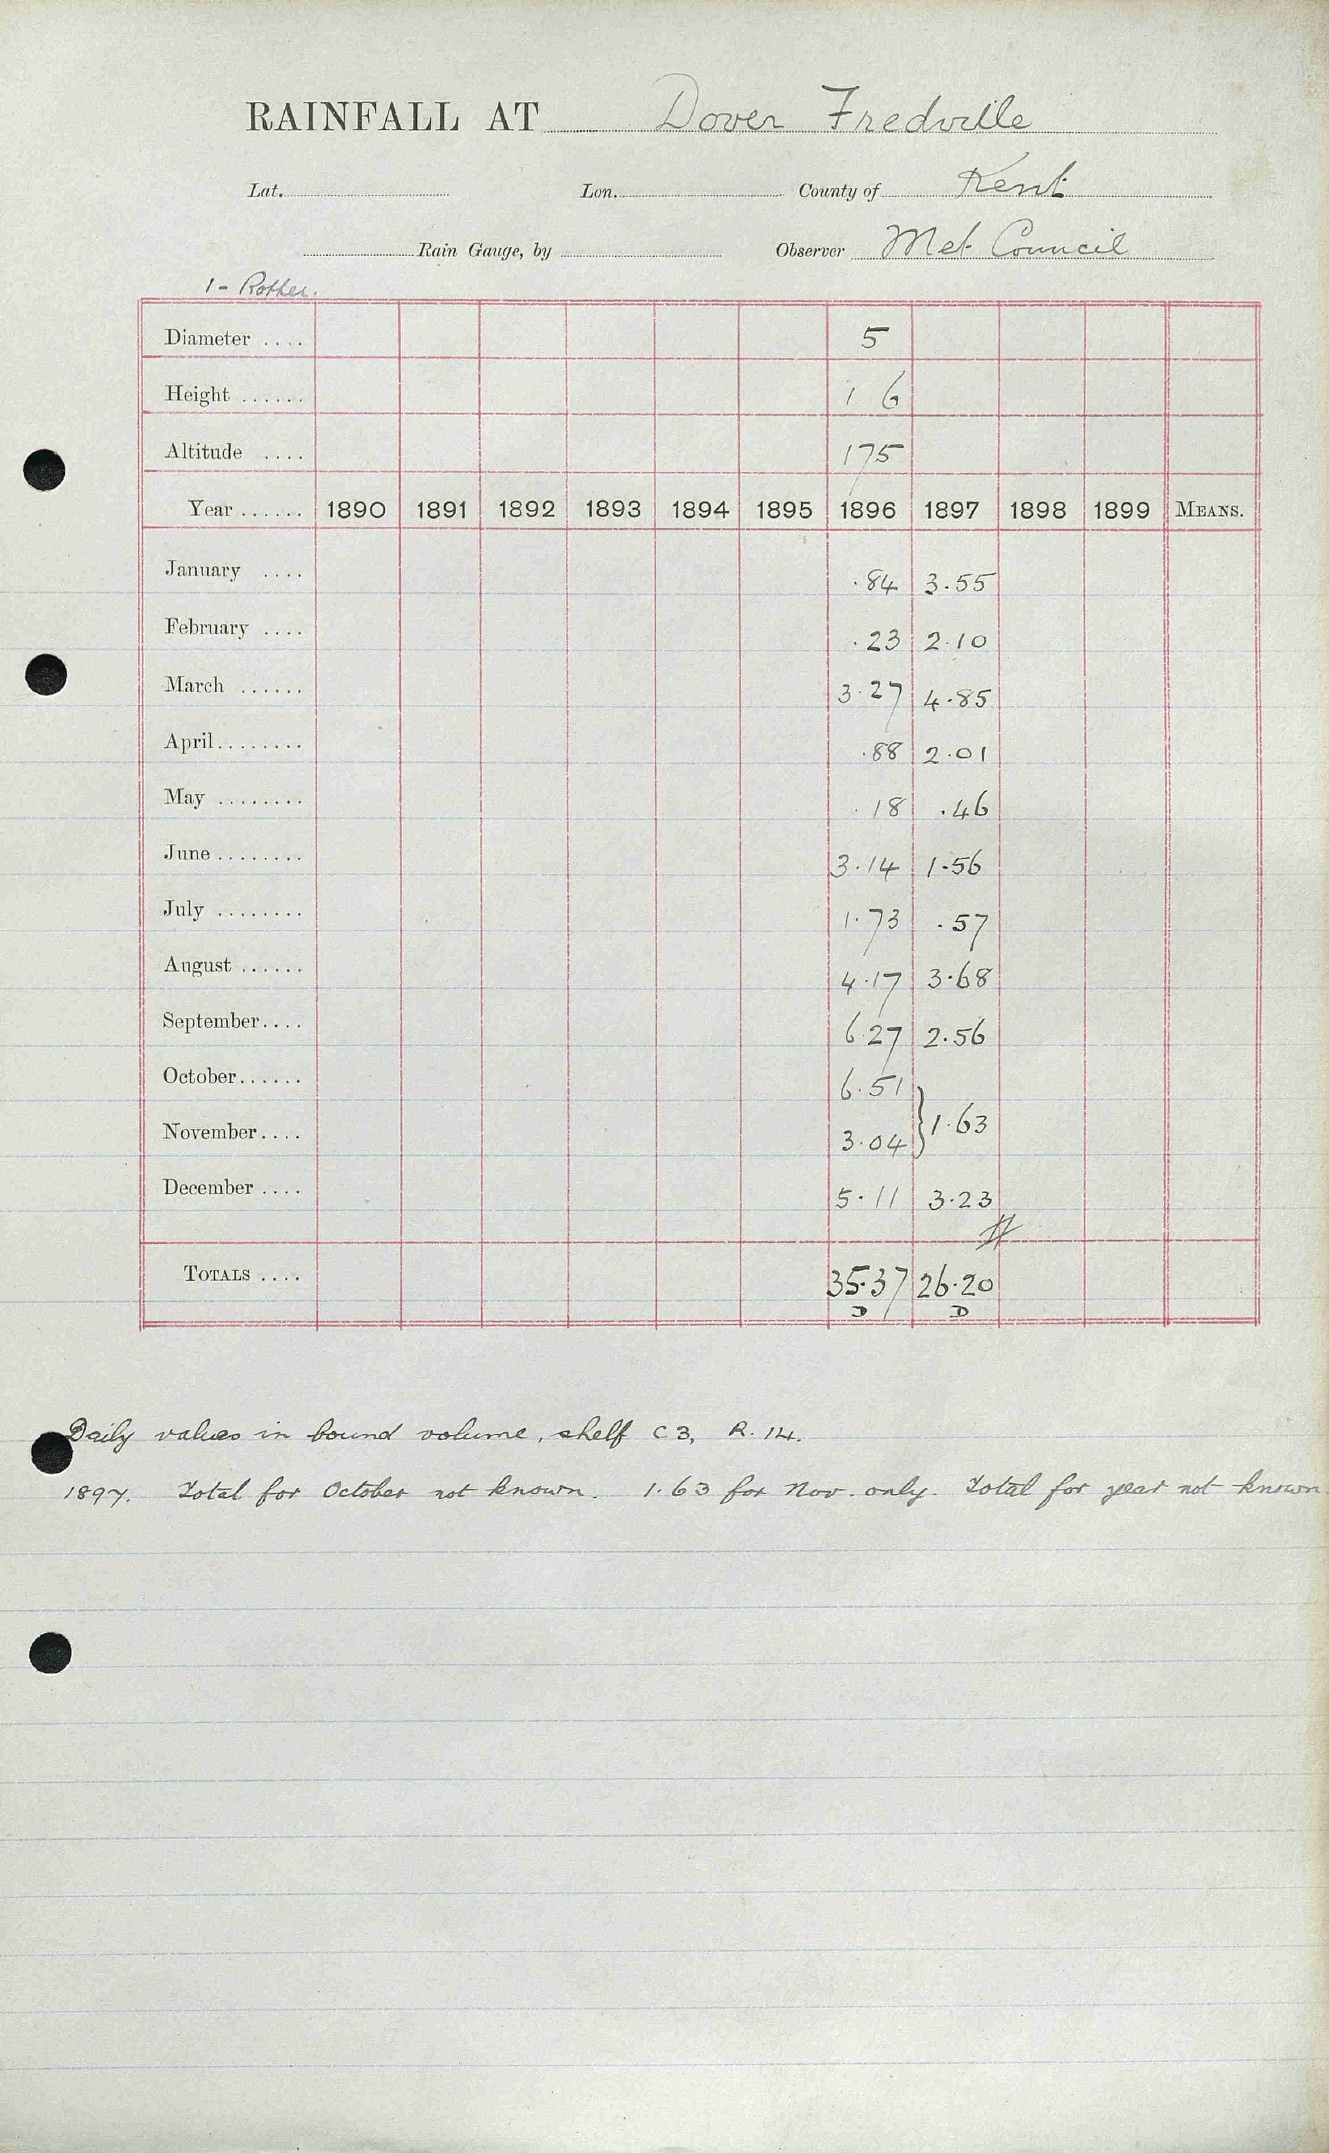 RAINFALL AT Dover Fredville
Lat. Lon. County of Kent
Rain Gauge, by Observer Met Council
1 - Rother.
Diameter .... 5
Height ...... 1 6
Altitude .... 175
Year ...... 1890 1891 1892 1893 1894 1895 1896 1897 1898 1899 MEANS.
January .... .84 3.55
February .... .23 2.10
March ...... 3.27 4.85
April........ .88 2.01
May ........ .18 .46
June ........ 3.14 1.56
July ........ 1.73 .57
August ...... 4.17 3.68
September.... 6.27 2.56
October...... 6.51
November.... 3.04 } 1.63
December .... 5.11 3.23
#
TOTALS .... 35.37 26.20
D D
Daily values in bound volume, shelf C3, R. 14.
1897. Total for October not known. 1.63 for Nov. only. Total for year not known.